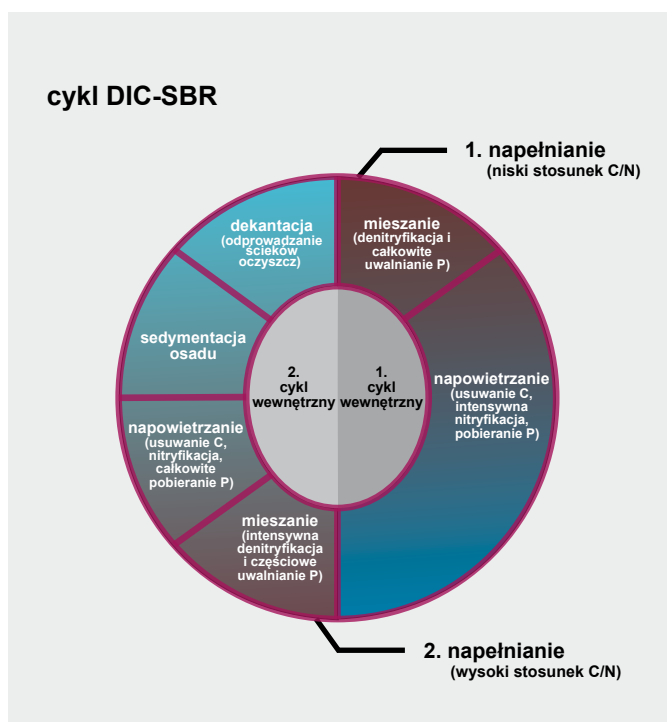 cykl DIC-SBR
1. napełnianie
(niski stosunek C/N)
mieszanie
(denitryfikacja i
całkowite
uwalnianie P)
napowietrzanie
(usuwanie C,
intensywna
nitryfikacja,
pobieranie P)
1.
cykl
wewnętrzny
2. napełnianie
(wysoki stosunek C/N)
mieszanie
(intensywna
denitryfikacja
i częściowe
uwalnianie P)
napowietrzanie
(usuwanie C,
nitryfikacja,
całkowite
pobieranie P)
sedymentacja
osadu
dekantacja
(odprowadzanie
ścieków
oczyszcz)
2.
cykl
wewnętrzny